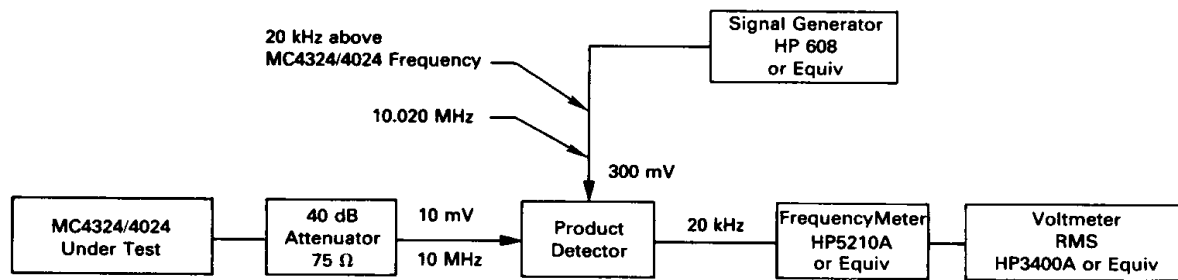 20 kHz above
MC4324/4024 Frequency
Signal Generator
HP 608
or Equiv
10.020 MHz
300 mV
MC4324/4024
Under Test
40 dB
Attenuator
75 Ω
10 mV
10 MHz
Product
Detector
20 kHz
FrequencyMeter
HP5210A
or Equiv
Voltmeter
RMS
HP3400A or Equiv